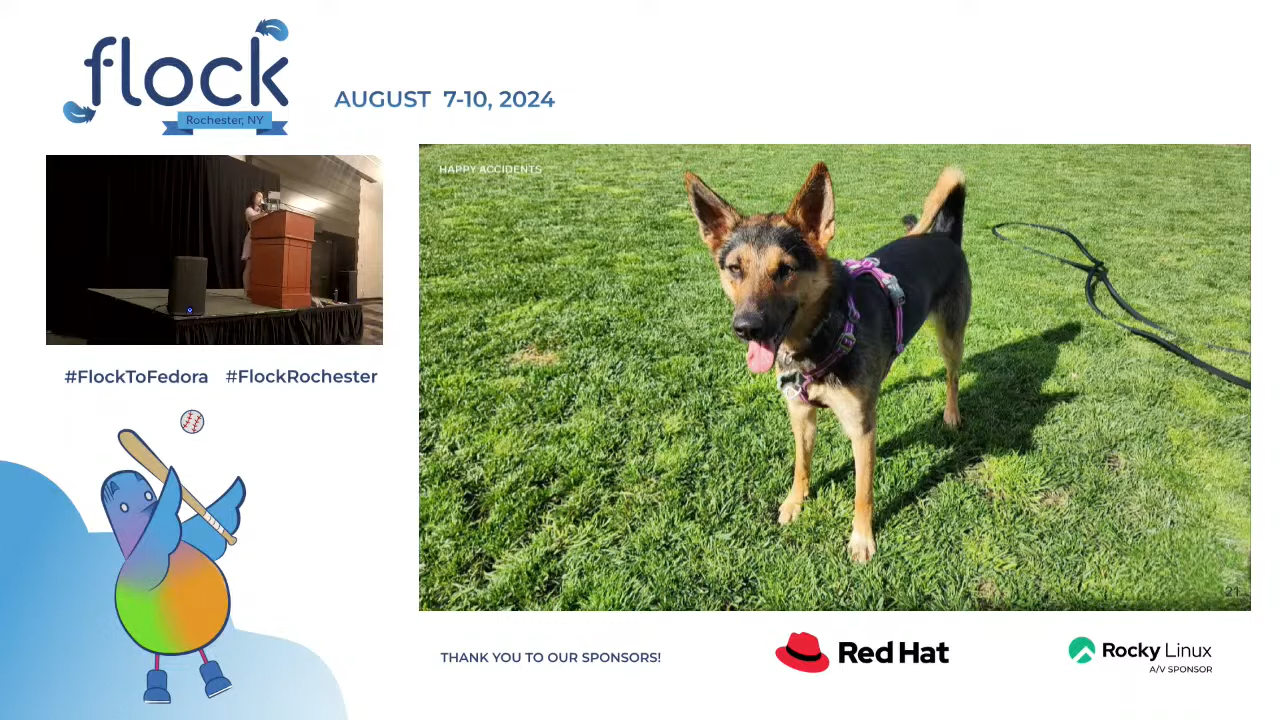 flock
Rochester, NY
AUGUST 7-10, 2024
HAPPY ACCIDENTS
#FlockToFedora #FlockRochester
21
THANK YOU TO OUR SPONSORS!
Red Hat
Rocky Linux
A/V SPONSOR